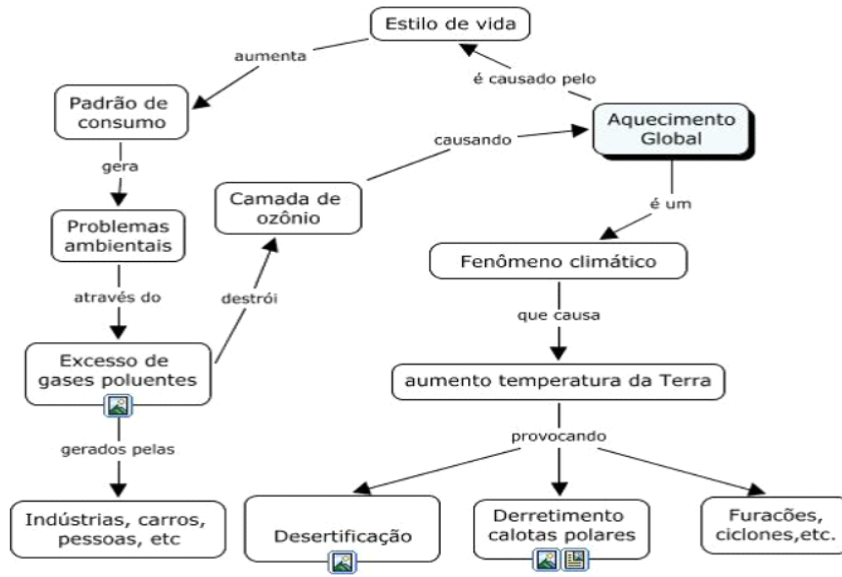 Estilo de vida
aumenta
é causado pelo
Padrão de
consumo
Aquecimento
Global
causando
gera
Camada de
ozônio
é um
Problemas
ambientais
Fenômeno climático
através do
destrói
que causa
Excesso de
gases poluentes
aumento temperatura da Terra
gerados pelas
provocando
Indústrias, carros,
pessoas, etc
Desertificação
Derretimento
calotas polares
Furacões,
ciclones,etc.